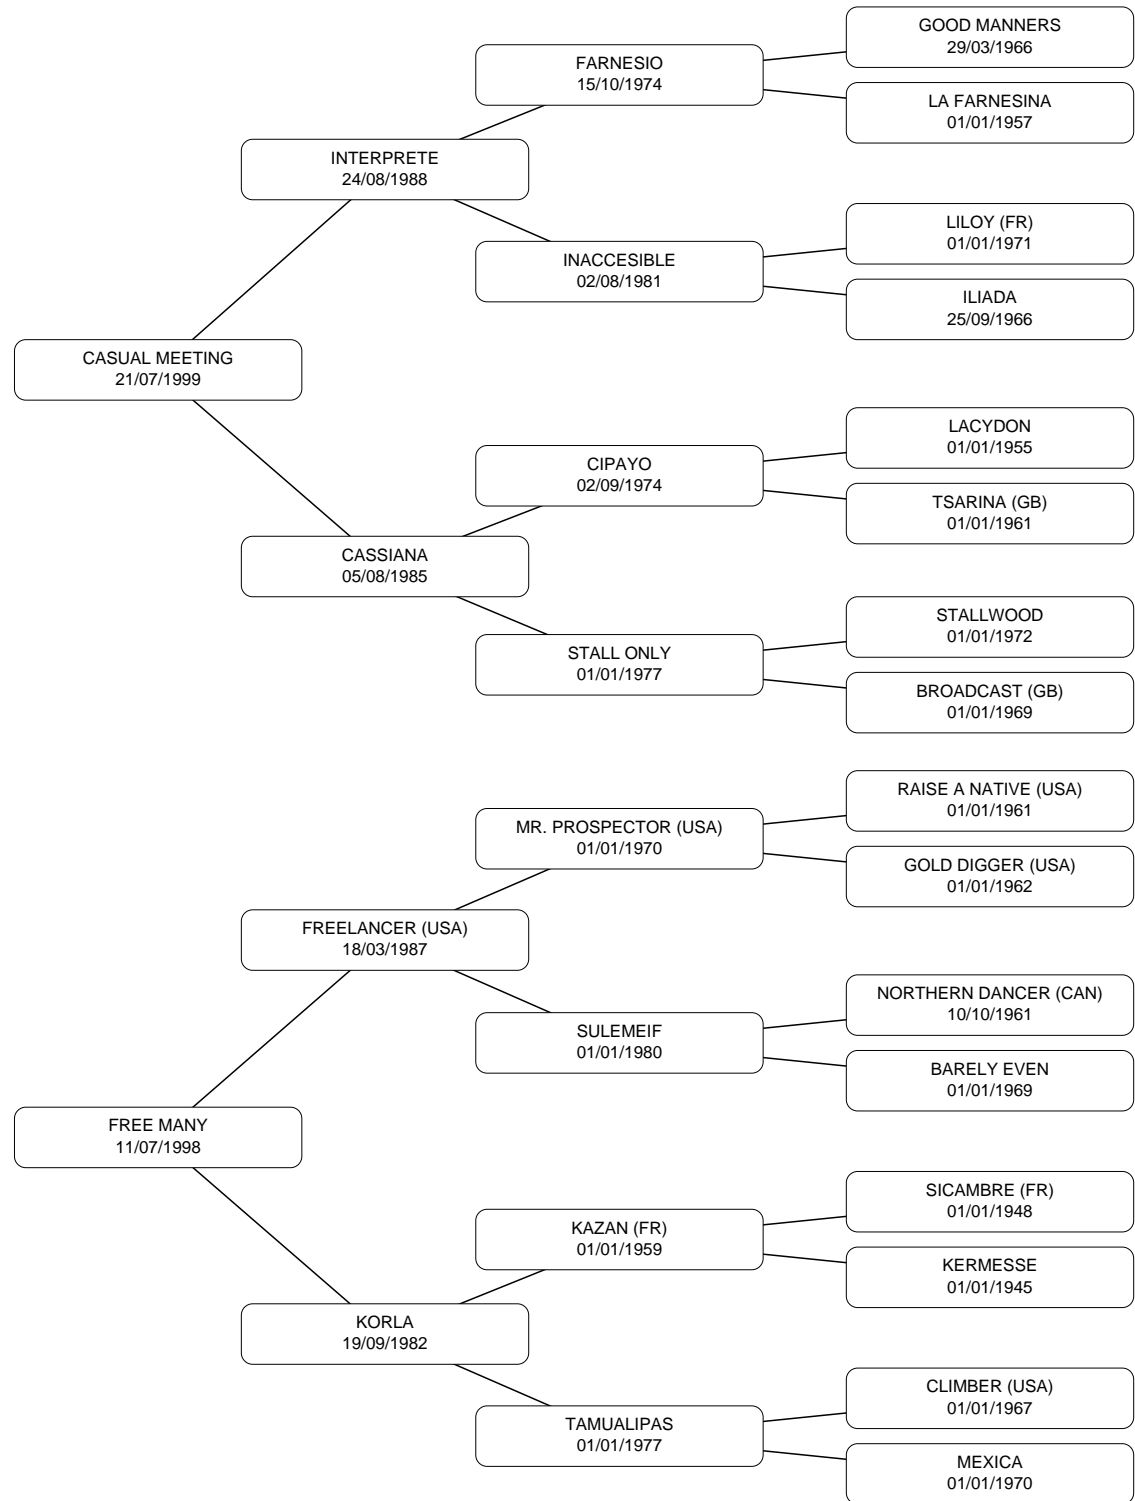 GOOD MANNERS
29/03/1966
FARNESIO
15/10/1974
LA FARNESINA
01/01/1957
INTERPRETE
24/08/1988
LILOY (FR)
01/01/1971
INACCESIBLE
02/08/1981
ILIADA
25/09/1966
CASUAL MEETING
21/07/1999
LACYDON
01/01/1955
CIPAYO
02/09/1974
TSARINA (GB)
01/01/1961
CASSIANA
05/08/1985
STALLWOOD
01/01/1972
STALL ONLY
01/01/1977
BROADCAST (GB)
01/01/1969
RAISE A NATIVE (USA)
01/01/1961
MR. PROSPECTOR (USA)
01/01/1970
GOLD DIGGER (USA)
01/01/1962
FREELANCER (USA)
18/03/1987
NORTHERN DANCER (CAN)
10/10/1961
SULEMEIF
01/01/1980
BARELY EVEN
01/01/1969
FREE MANY
11/07/1998
SICAMBRE (FR)
01/01/1948
KAZAN (FR)
01/01/1959
KERMESSE
01/01/1945
KORLA
19/09/1982
CLIMBER (USA)
01/01/1967
TAMUALIPAS
01/01/1977
MEXICA
01/01/1970